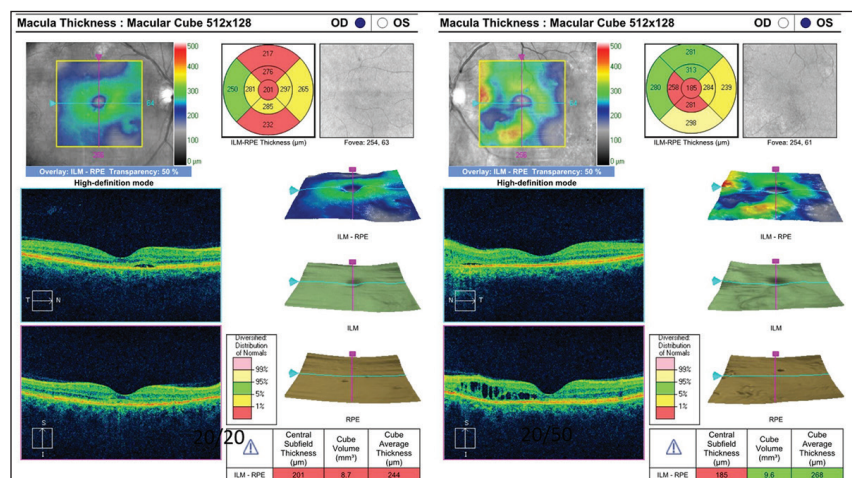 Macula Thickness : Macular Cube 512x128
OD OS
500
400
300
200
100
0 µm
Overlay: ILM - RPE Transparency: 50 %
217
276
250 281 201 297 265
285
232
ILM-RPE Thickness (µm)
Fovea: 254, 63
High-definition mode
T N
S
I
ILM - RPE
ILM
RPE
Diversified:
Distribution
of Normals
99%
95%
5%
1%
20/20
Central
Subfield
Thickness
(µm)
Cube
Volume
(mm³)
Cube
Average
Thickness
(µm)
ILM - RPE 201 8.7 244
Macula Thickness : Macular Cube 512x128
OD OS
500
400
300
200
100
0 µm
Overlay: ILM - RPE Transparency: 50 %
281
313
280 258 185 284 239
281
298
ILM-RPE Thickness (µm)
Fovea: 254, 61
High-definition mode
N T
S
I
ILM - RPE
ILM
RPE
Diversified:
Distribution
of Normals
99%
95%
5%
1%
20/50
Central
Subfield
Thickness
(µm)
Cube
Volume
(mm³)
Cube
Average
Thickness
(µm)
ILM - RPE 185 9.6 268